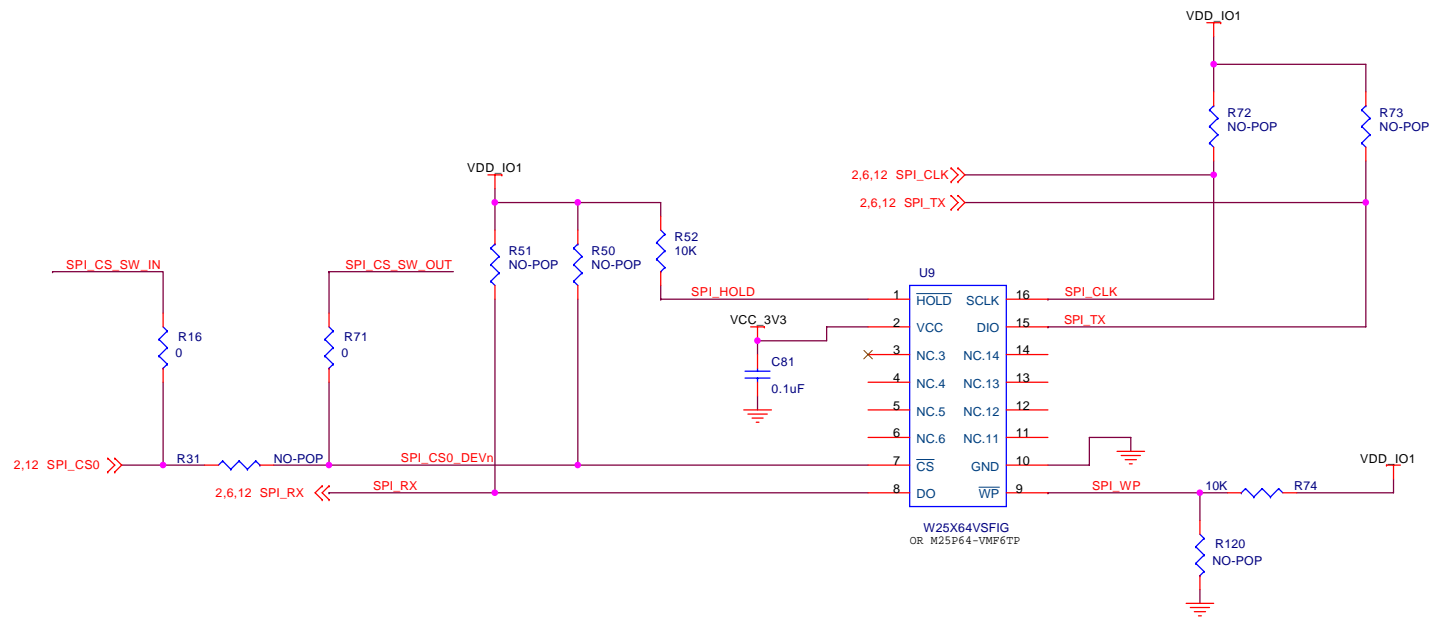 VDD_IO1
R72
NO-POP
R73
NO-POP
VDD_IO1
2,6,12 SPI_CLK
2,6,12 SPI_TX
R51
NO-POP
R50
NO-POP
R52
10K
SPI_CS_SW_IN
SPI_CS_SW_OUT
R16
0
R71
0
SPI_HOLD
VCC_3V3
C81
0.1uF
U9
1 HOLD SCLK 16 SPI_CLK
2 VCC DIO 15 SPI_TX
3 NC.3 NC.14 14
4 NC.4 NC.13 13
5 NC.5 NC.12 12
6 NC.6 NC.11 11
7 CS GND 10
8 DO WP 9 SPI_WP
2,12 SPI_CS0
R31
NO-POP
SPI_CS0_DEVn
2,6,12 SPI_RX
SPI_RX
VDD_IO1
10K
R74
W25X64VSFIG
OR M25P64-VMF6TP
R120
NO-POP